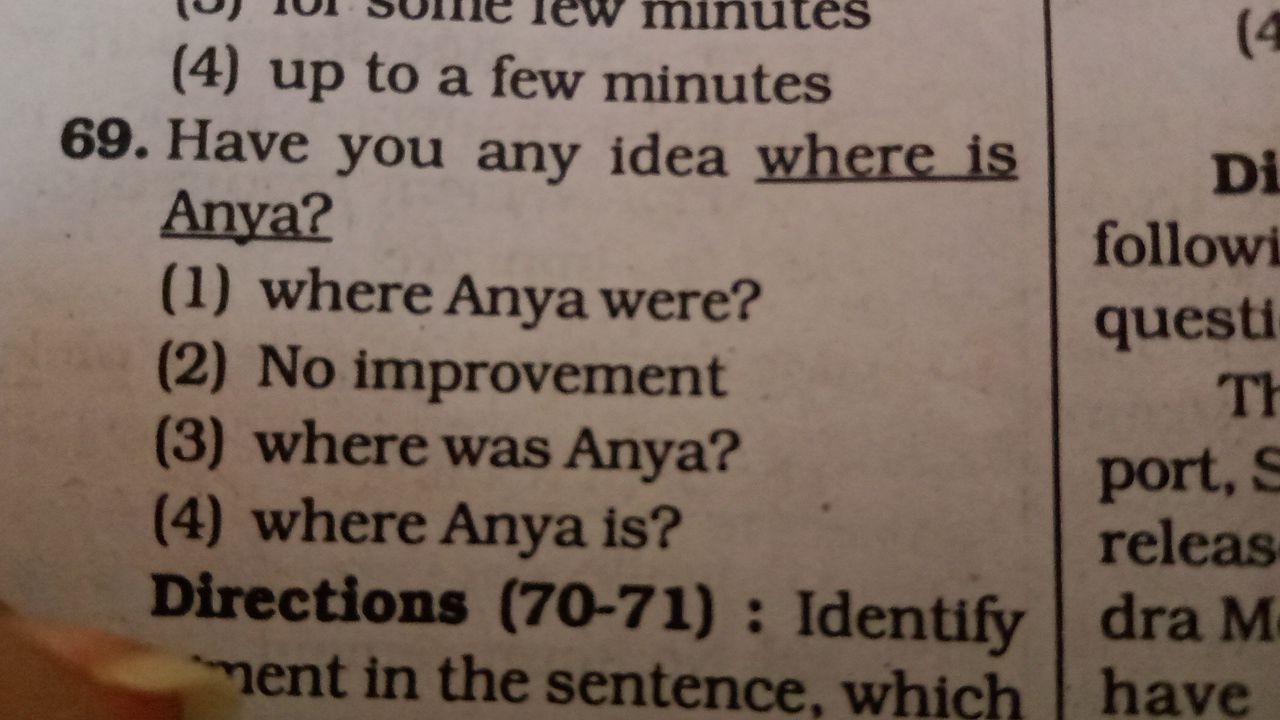 (3) for some few minutes
(4) up to a few minutes
69. Have you any idea where is
Anya?
(1) where Anya were?
(2) No improvement
(3) where was Anya?
(4) where Anya is?
Directions (70-71) : Identify
in the sentence, which
(4
Di
followi
questi
Th
port, S
releas
dra M
have